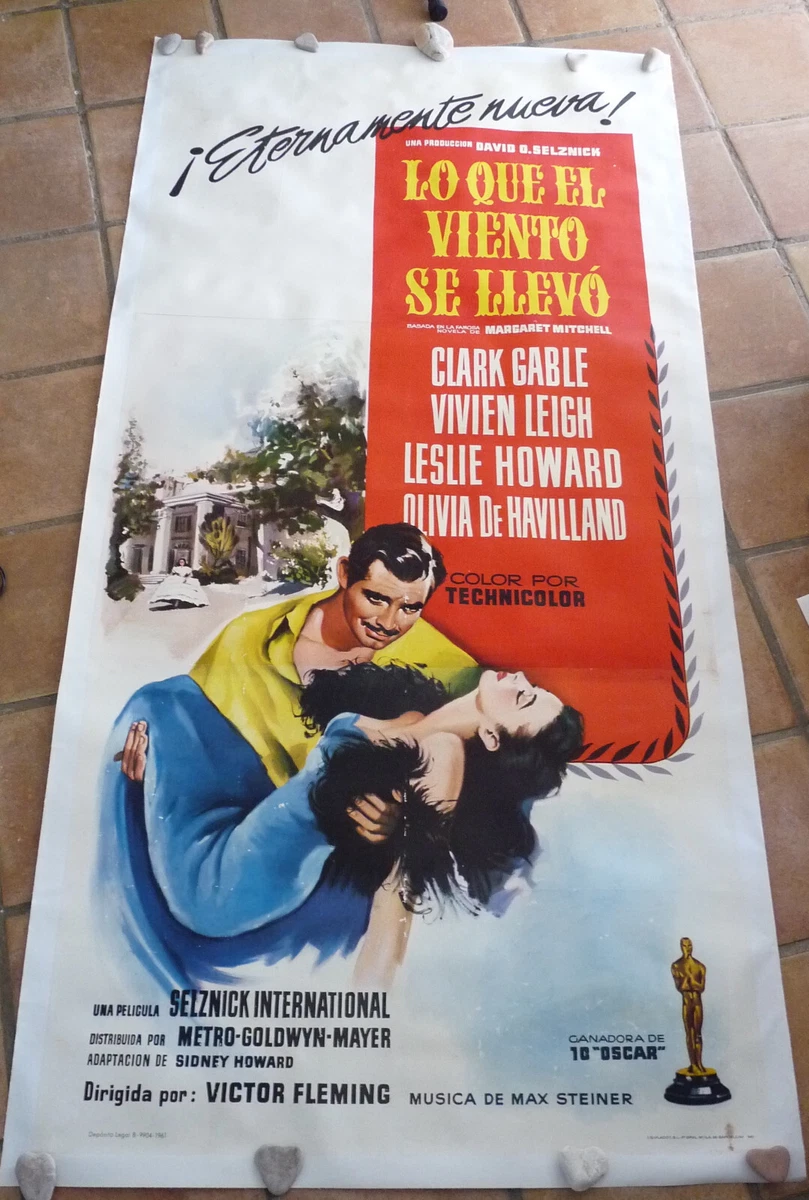 ¡Eternamente nueva!
UNA PRODUCCION DAVID O. SELZNICK
LO QUE EL
VIENTO
SE LLEVÓ
BASADA EN LA FAMOSA
NOVELA DE MARGARET MITCHELL
CLARK GABLE
VIVIEN LEIGH
LESLIE HOWARD
OLIVIA DE HAVILLAND
COLOR POR
TECHNICOLOR
UNA PELICULA SELZNICK INTERNATIONAL
DISTRIBUIDA POR METRO-GOLDWYN-MAYER
ADAPTACION DE SIDNEY HOWARD
Dirigida por: VICTOR FLEMING
MUSICA DE MAX STEINER
GANADORA DE
10 "OSCAR"
Depósito Legal B.